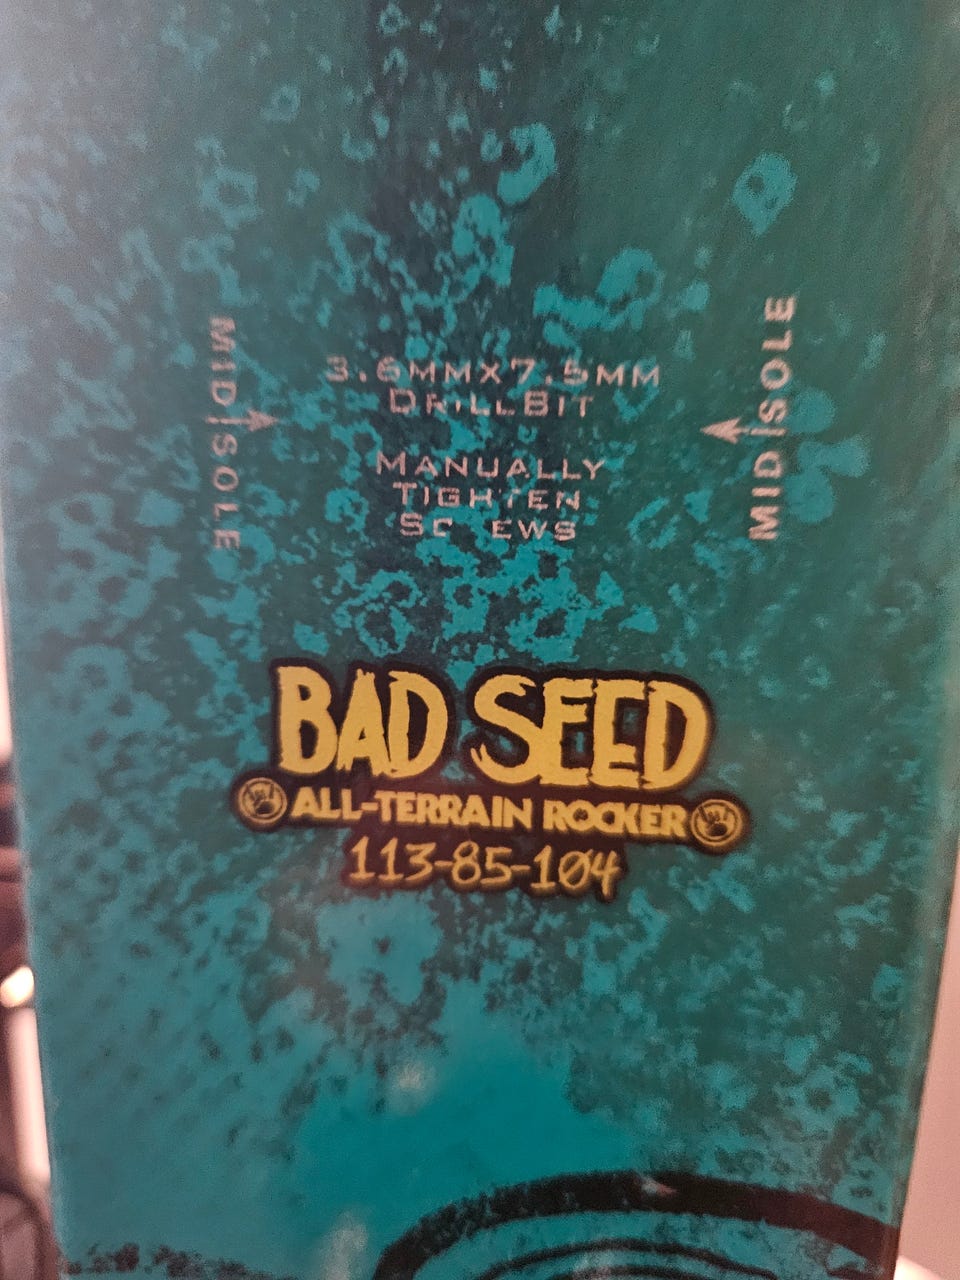 MID|SOLE
3.6MMX7.5MM
DRILLBIT
MANUALLY
TIGHTEN
SC EWS
MID|SOLE
BAD SEED
ALL-TERRAIN ROCKER
113-85-104